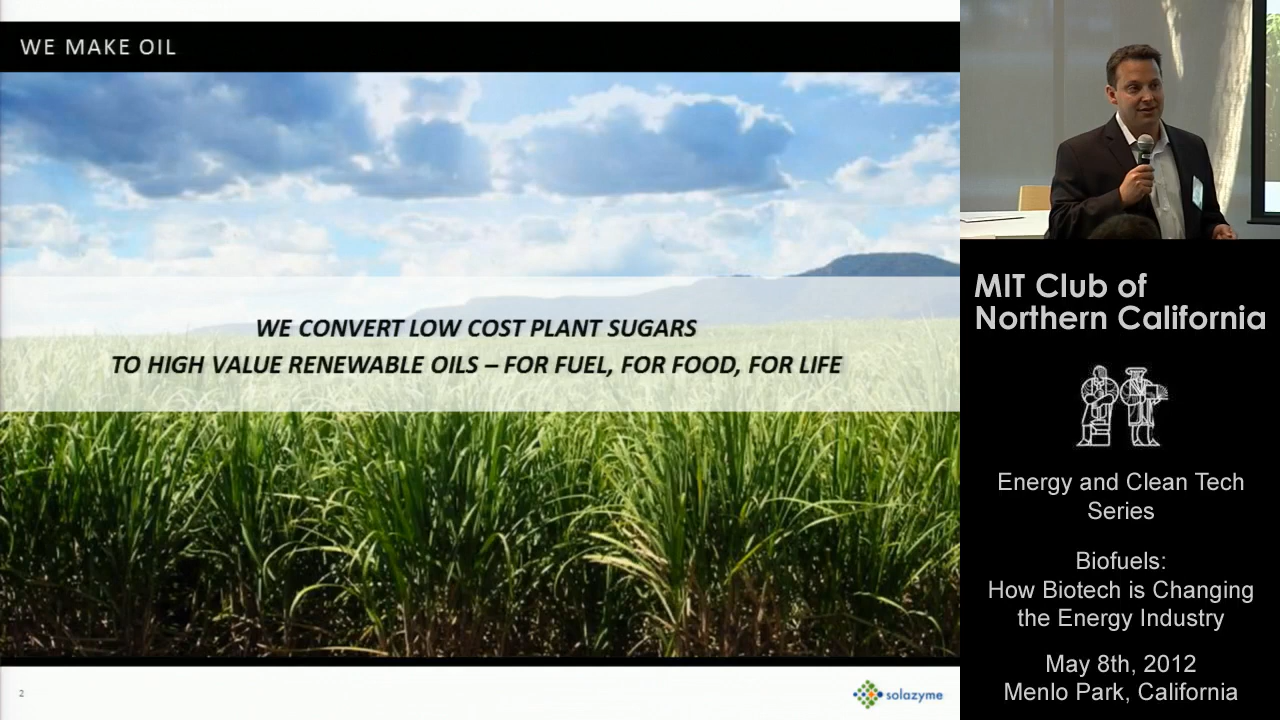 WE MAKE OIL
WE CONVERT LOW COST PLANT SUGARS
TO HIGH VALUE RENEWABLE OILS – FOR FUEL, FOR FOOD, FOR LIFE
2
solazyme
MIT Club of
Northern California
Energy and Clean Tech
Series
Biofuels:
How Biotech is Changing
the Energy Industry
May 8th, 2012
Menlo Park, California